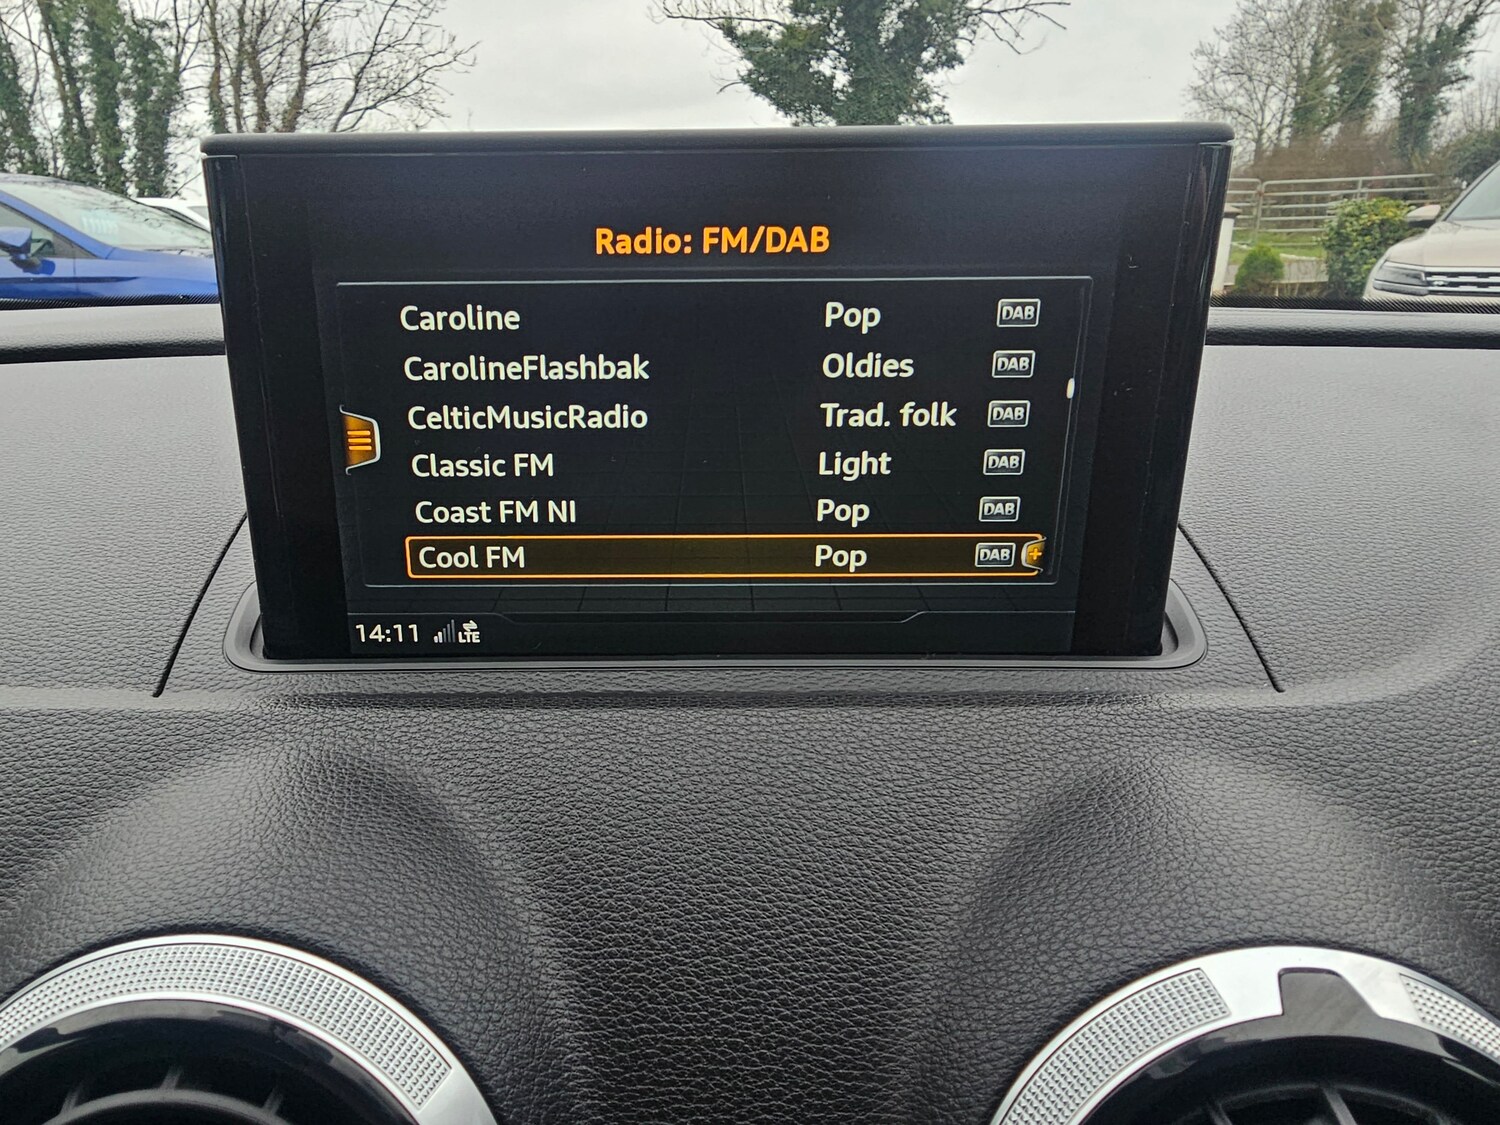 Radio: FM/DAB
Caroline Pop DAB
CarolineFlashbak Oldies DAB
CelticMusicRadio Trad. folk DAB
Classic FM Light DAB
Coast FM NI Pop DAB
Cool FM Pop DAB +
14:11 LTE